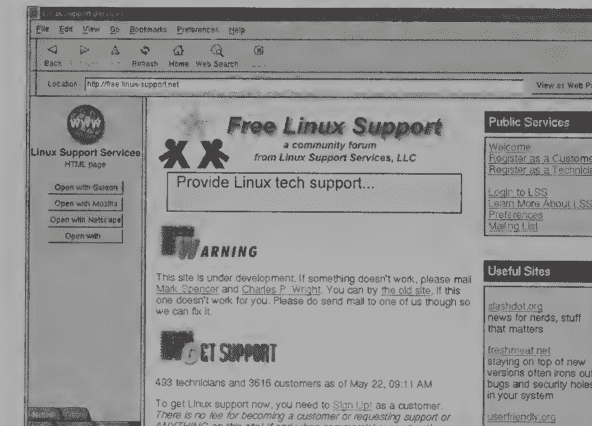 Linux Support Services
File Edit View Go Bookmarks Preferences Help
Back Refresh Home Web Search
Location: http://free.linux-support.net
View as Web Pa
Linux Support Services
HTML page
Open with Galeon
Open with Mozilla
Open with Netscape
Open with
Free Linux Support
a community forum
from Linux Support Services, LLC
Provide Linux tech support...
WARNING
This site is under development. If something doesn't work, please mail
Mark Spencer and Charles P. Wright. You can try the old site, if this
one doesn't work for you. Please do send mail to one of us though so
we can fix it.
GET SUPPORT
493 technicians and 3616 customers as of May 22, 09:11 AM
To get Linux support now, you need to Sign Up! as a customer.
There is no fee for becoming a customer or requesting support or
Public Services
Welcome
Register as a Custome
Register as a Technicia
Login to LSS
Learn More About LSS
Preferences
Mailing List
Useful Sites
slashdot.org
news for nerds, stuff
that matters
freshmeat.net
staying on top of new
versions often irons out
bugs and security holes
in your system
userfriendly.org